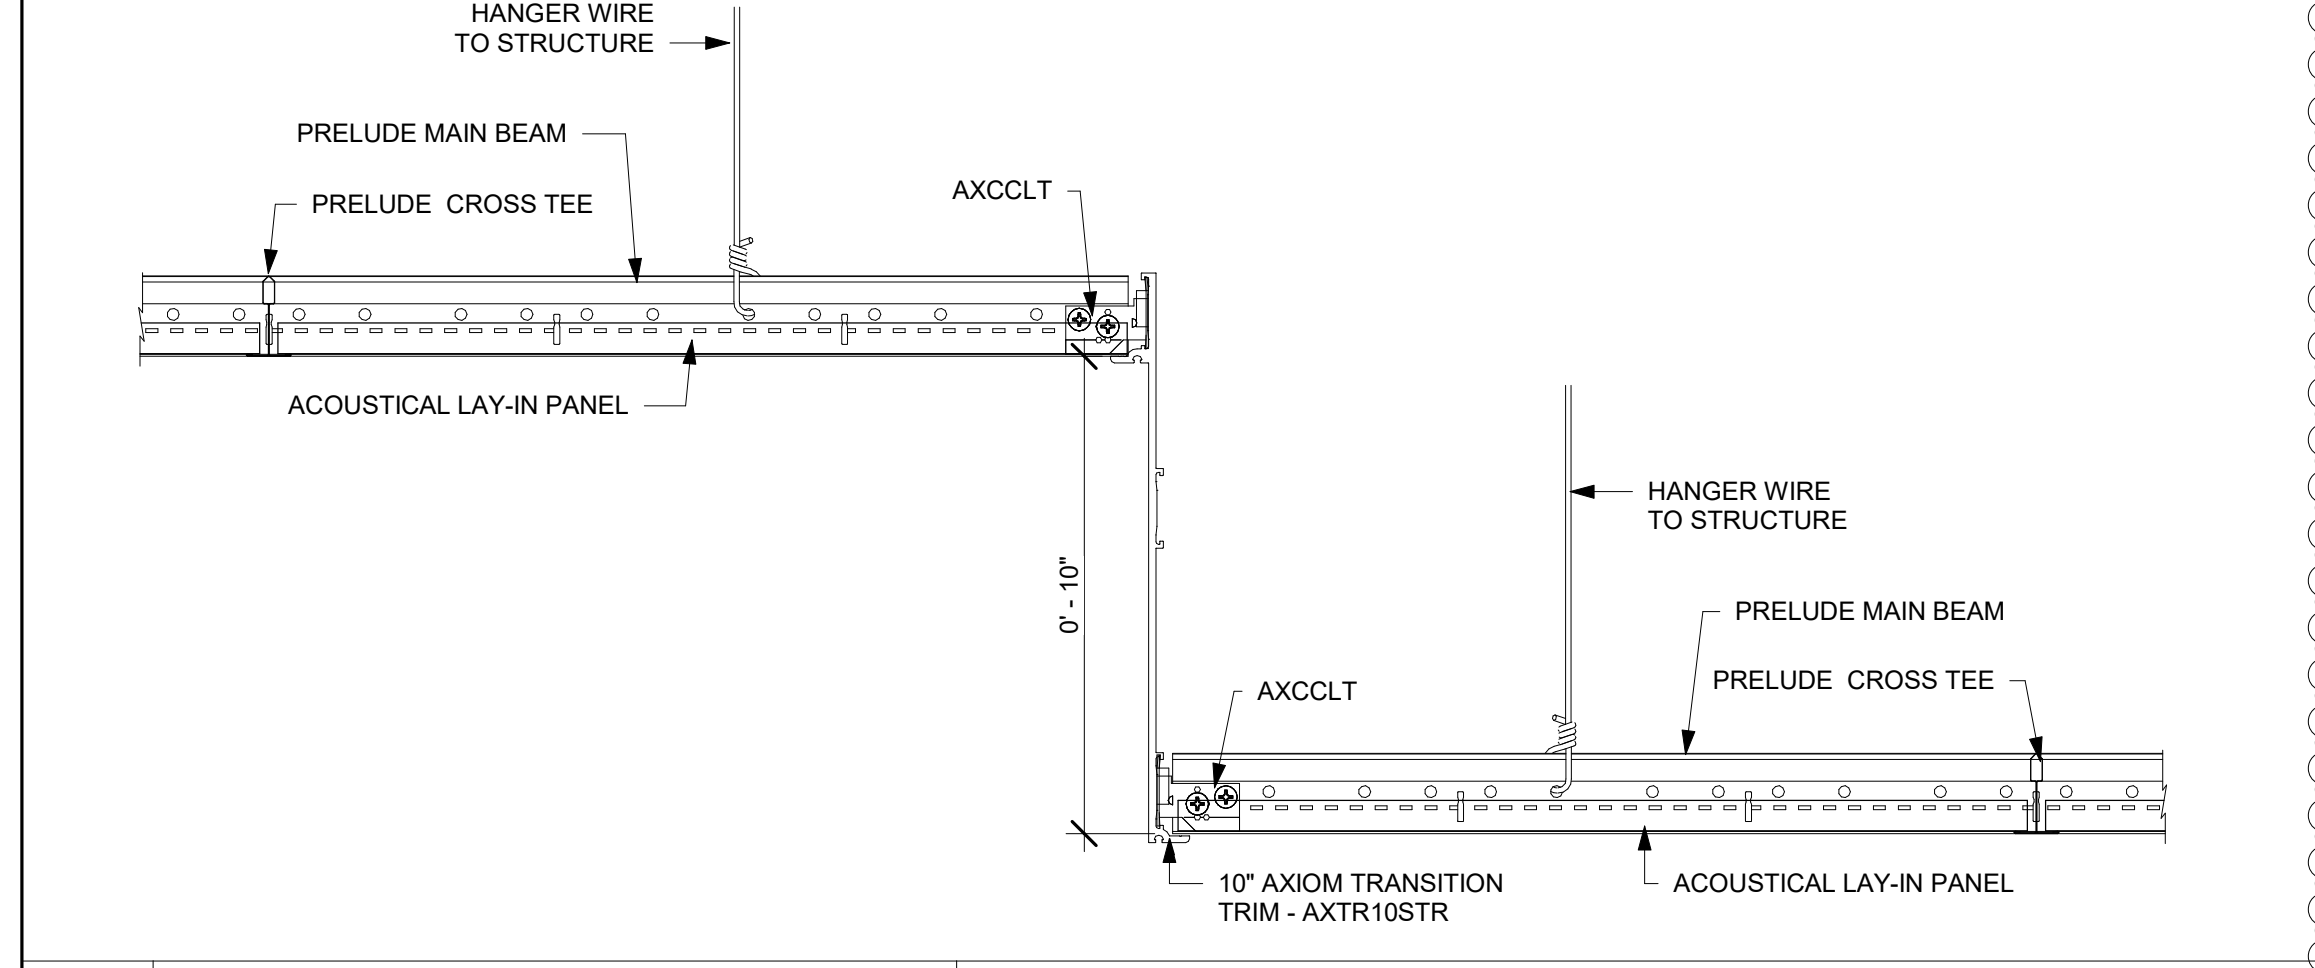 HANGER WIRE
TO STRUCTURE
PRELUDE MAIN BEAM
PRELUDE  CROSS TEE
AXCCLT
ACOUSTICAL LAY-IN PANEL
0' - 10"
HANGER WIRE
TO STRUCTURE
PRELUDE MAIN BEAM
PRELUDE  CROSS TEE
AXCCLT
10" AXIOM TRANSITION
TRIM - AXTR10STR
ACOUSTICAL LAY-IN PANEL